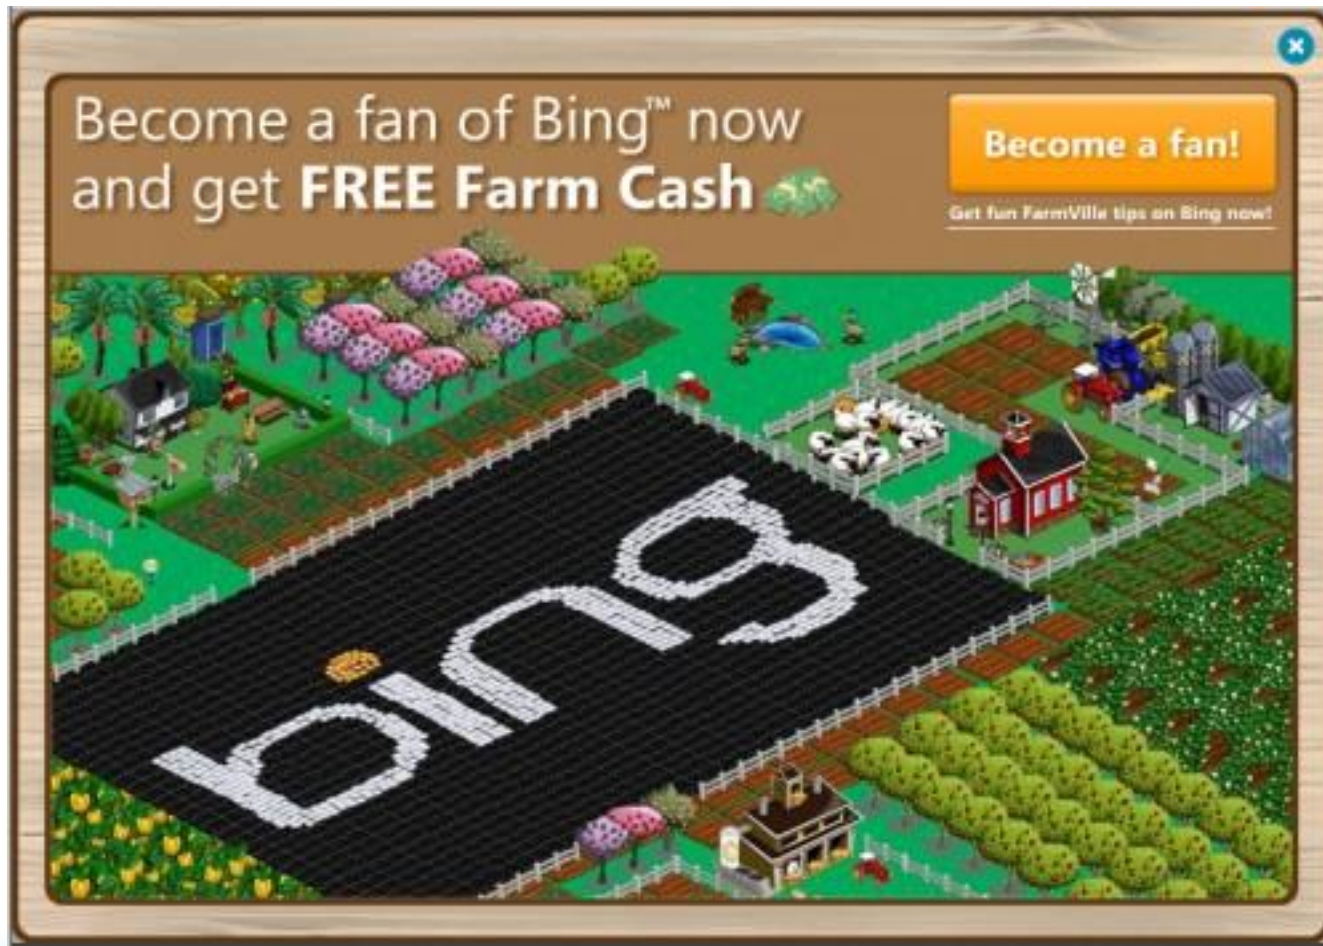 Become a fan of Bing™ now
and get FREE Farm Cash
Become a fan!
Get fun FarmVille tips on Bing now!
bing